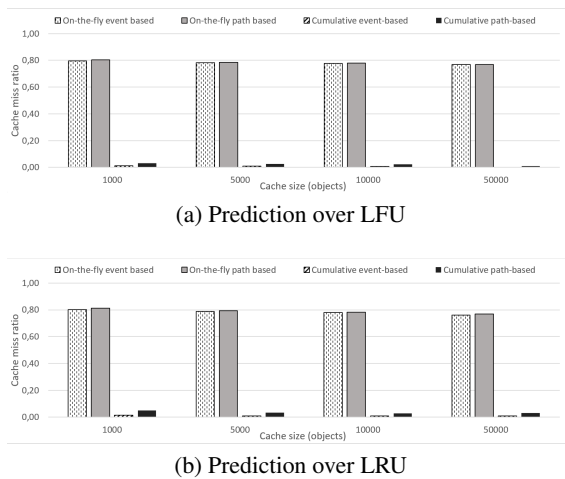 On-the-fly event based On-the-fly path based Cumulative event-based Cumulative path-based
1,00
0,80
0,60
0,40
0,20
0,00
Cache miss ratio
1000 5000 10000 50000
Cache size (objects)
(a) Prediction over LFU
On-the-fly event based On-the-fly path based Cumulative event-based Cumulative path-based
1,00
0,80
0,60
0,40
0,20
0,00
Cache miss ratio
1000 5000 10000 50000
Cache size (objects)
(b) Prediction over LRU